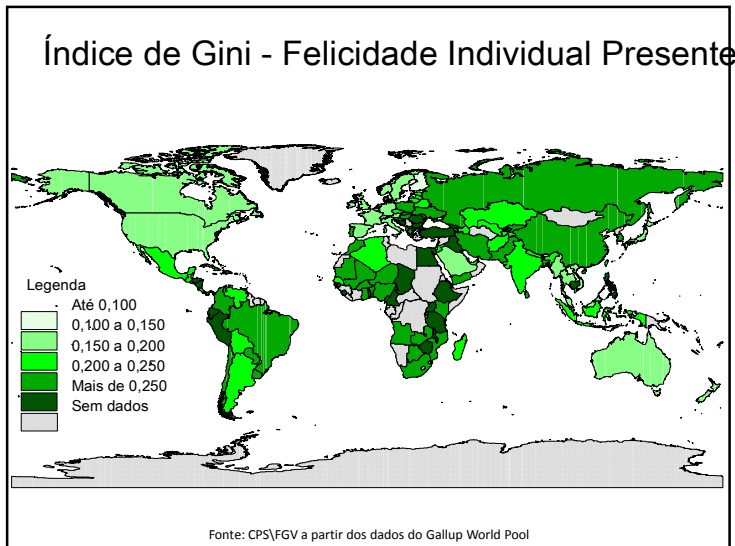 Índice de Gini - Felicidade Individual Presente
Legenda
Até 0,100
0,100 a 0,150
0,150 a 0,200
0,200 a 0,250
Mais de 0,250
Sem dados
Fonte: CPS\FGV a partir dos dados do Gallup World Pool